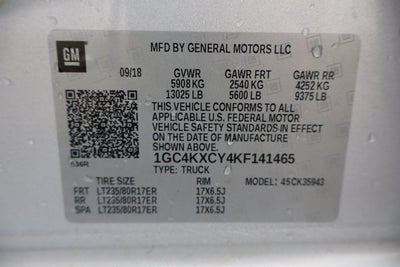 GM
MFD BY GENERAL MOTORS LLC
09/18 GVWR GAWR FRT GAWR RR
5908 KG 2540 KG 4252 KG
13025 LB 5600 LB 9375 LB
THIS VEHICLE CONFORMS TO ALL
APPLICABLE U.S. FEDERAL MOTOR
VEHICLE SAFETY STANDARDS IN EFFECT
ON THE DATE OF MANUFACTURE
SHOWN ABOVE.
1GC4KXCY4KF141465
TYPE: TRUCK
TIRE SIZE RIM MODEL: 4SCK35943
FRT LT235/80R17ER 17X6.5J
RR LT235/80R17ER 17X6.5J
SPA LT235/80R17ER 17X6.5J